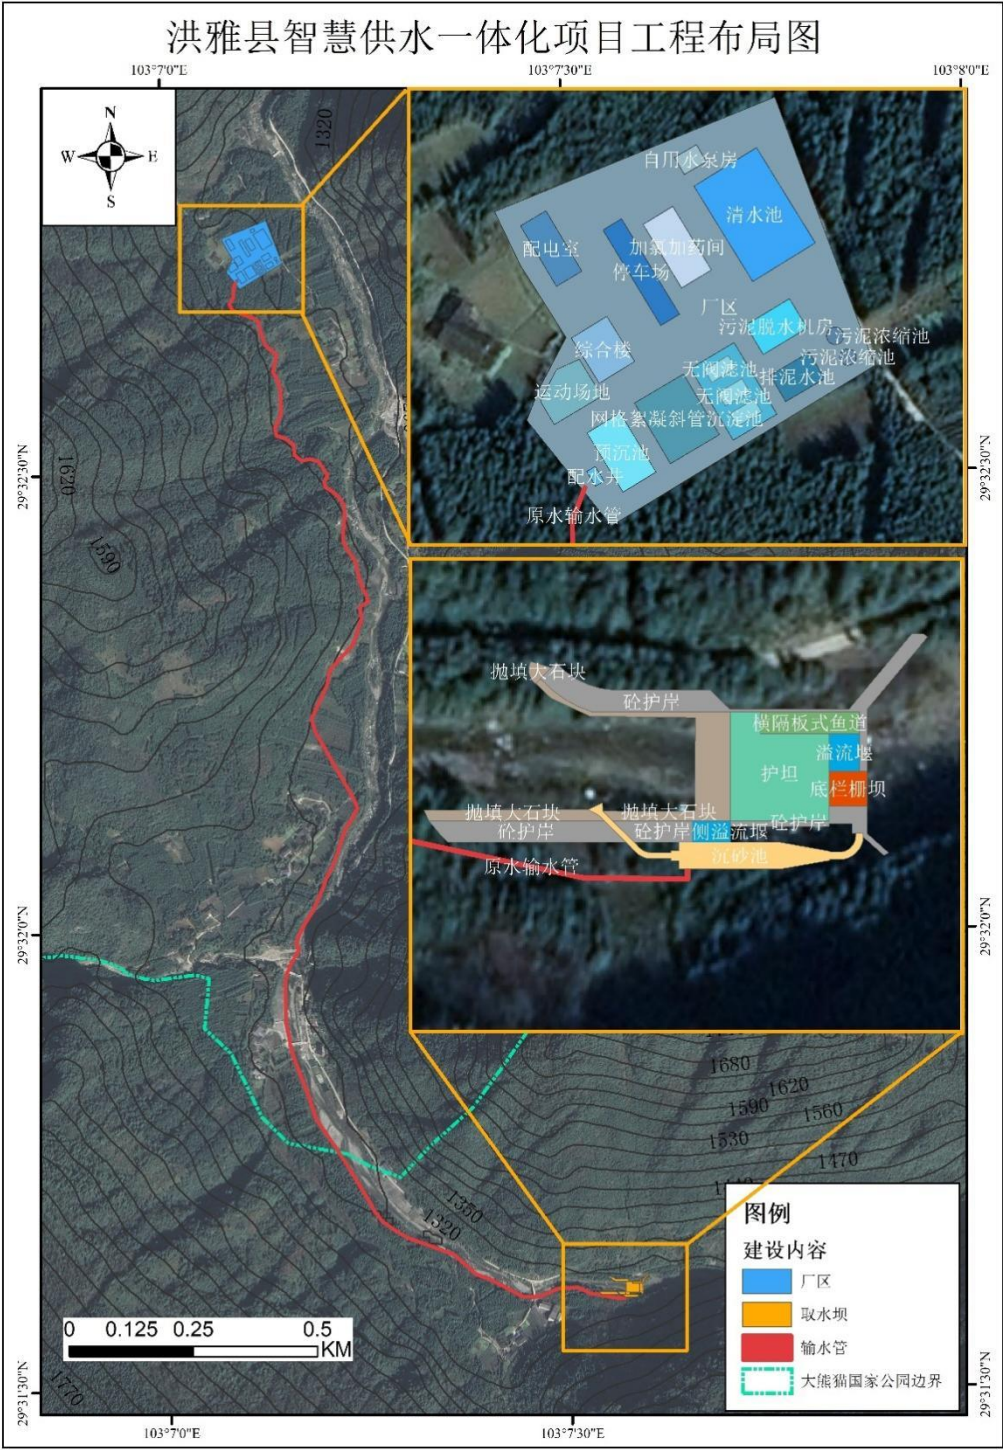 洪雅县智慧供水一体化项目工程布局图
103°7'0"E
103°7'30"E
103°8'0"E
N
W E
S
1320
自用水泵房
清水池
配电室
加氯加药间
停车场
厂区
污泥脱水机房
污泥浓缩池
综合楼
污泥浓缩池
无阀滤池
排泥水池
运动场地
无阀滤池
网格絮凝斜管沉淀池
预沉池
配水井
原水输水管
29°32'30"N
29°32'30"N
1620
1590
抛填大石块
砼护岸
横隔板式鱼道
溢流堰
护坦
底栏栅坝
抛填大石块
抛填大石块
砼护岸
砼护岸
侧溢流堰
砼护岸
沉砂池
原水输水管
29°32'0"N
29°32'0"N
1680
1620
1590
1560
1530
1470
1350
1320
图例
建设内容
厂区
取水坝
输水管
大熊猫国家公园边界
0 0.125 0.25 0.5
KM
1770
29°31'30"N
29°31'30"N
103°7'0"E
103°7'30"E